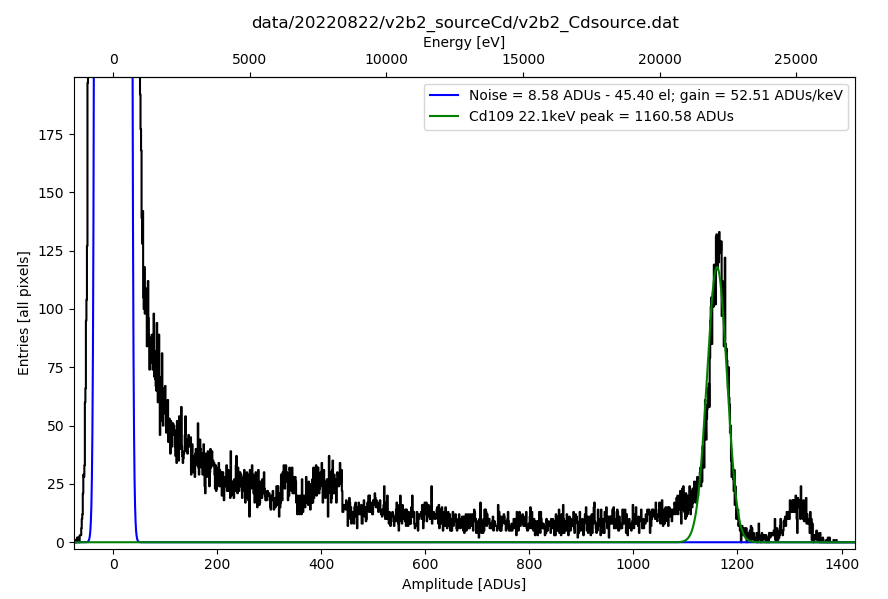 data/20220822/v2b2_sourceCd/v2b2_Cdsource.dat
Energy [eV]
0 5000 10000 15000 20000 25000
Noise = 8.58 ADUs - 45.40 el; gain = 52.51 ADUs/keV
Cd109 22.1keV peak = 1160.58 ADUs
175
150
125
100
75
50
25
0
Entries [all pixels]
0 200 400 600 800 1000 1200 1400
Amplitude [ADUs]